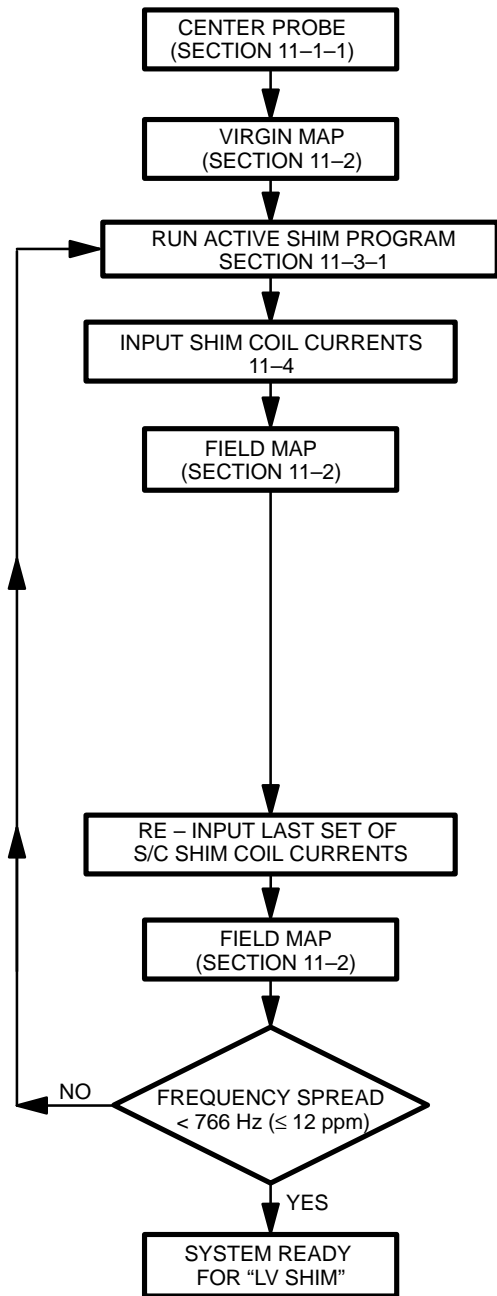 CENTER PROBE
(SECTION 11–1–1)
VIRGIN MAP
(SECTION 11–2)
RUN ACTIVE SHIM PROGRAM
SECTION 11–3–1
INPUT SHIM COIL CURRENTS
11–4
FIELD MAP
(SECTION 11–2)
RE – INPUT LAST SET OF
S/C SHIM COIL CURRENTS
FIELD MAP
(SECTION 11–2)
NO
FREQUENCY SPREAD
< 766 Hz (≤ 12 ppm)
YES
SYSTEM READY
FOR “LV SHIM”